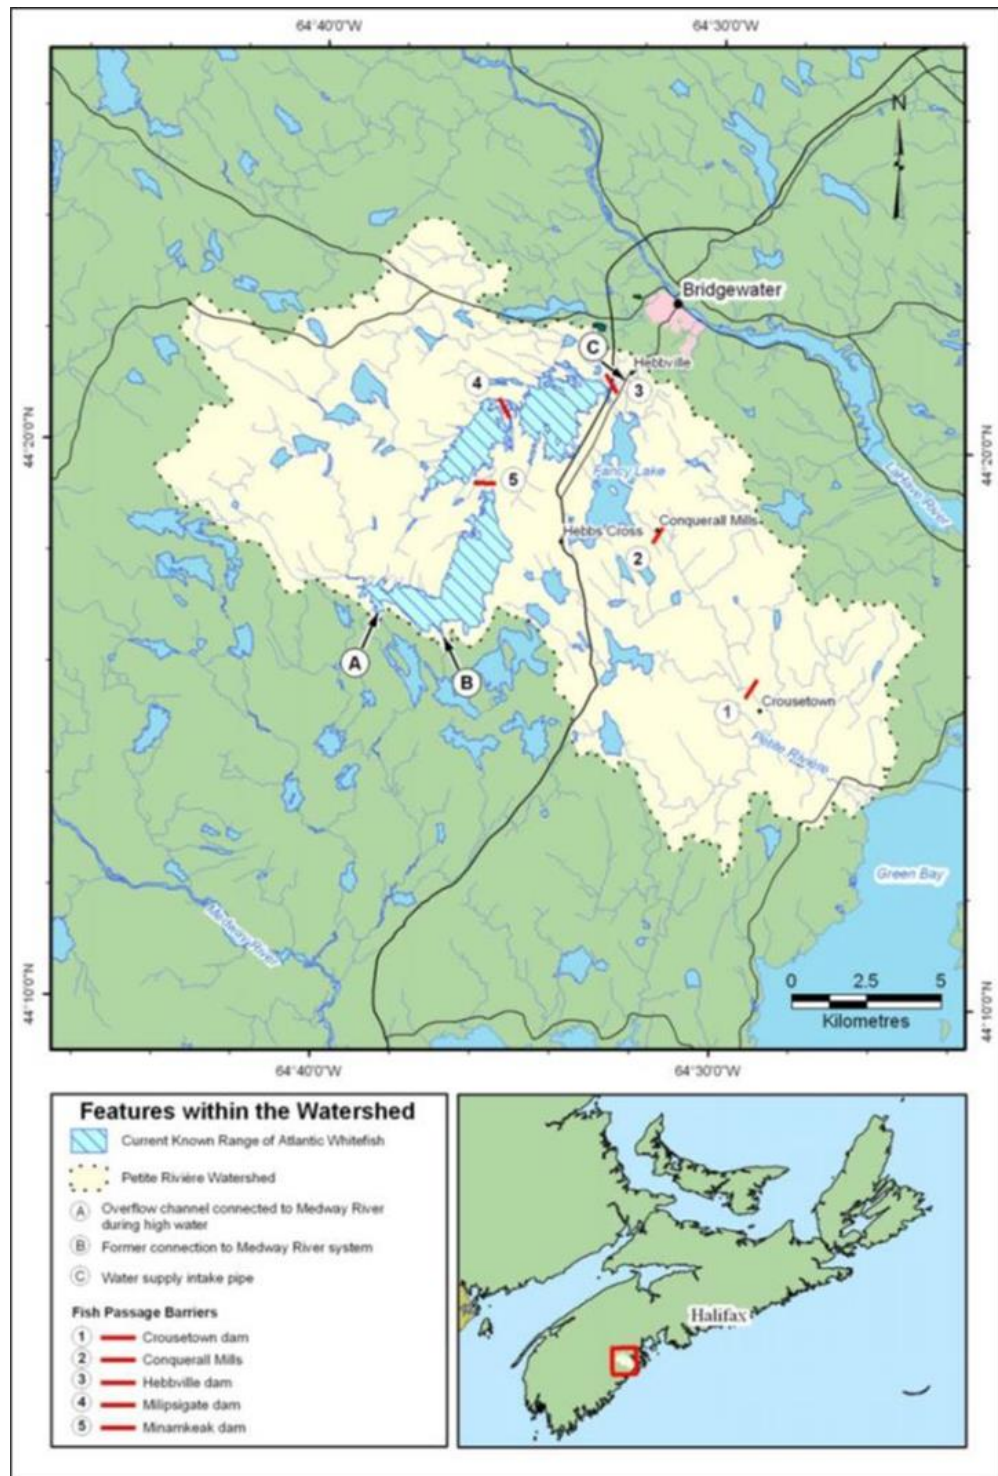 64°40'0"W
64°30'0"W
N
Bridgewater
C
Hebbville
4
3
44°20'0"N
44°20'0"N
Fancy Lake
5
LaHave River
Conquerall Mills
Hebbs Cross
2
A
B
1
Crousetown
Petite Rivière
Green Bay
Medway River
0 2.5 5
Kilometres
44°10'0"N
44°10'0"N
64°40'0"W
64°30'0"W
Features within the Watershed
Current Known Range of Atlantic Whitefish
Petite Rivière Watershed
A Overflow channel connected to Medway River
during high water
B Former connection to Medway River system
C Water supply intake pipe
Fish Passage Barriers
1 Crousetown dam
2 Conquerall Mills
3 Hebbville dam
4 Milipsigate dam
5 Minamkeak dam
Halifax